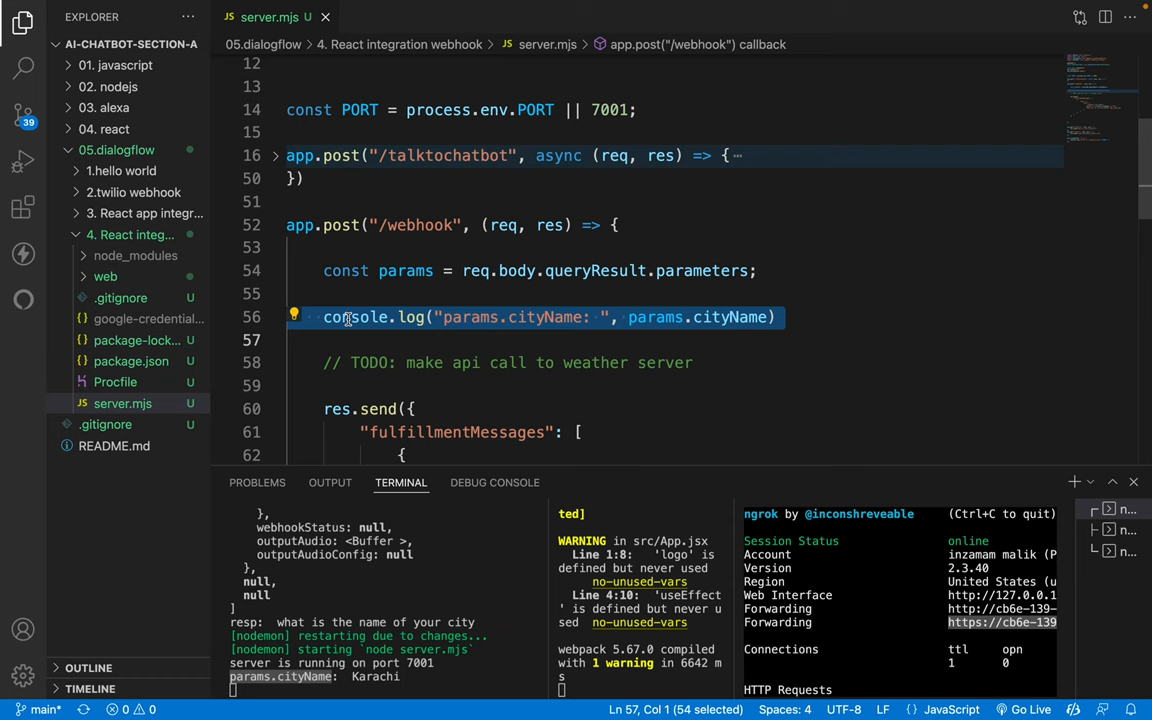 EXPLORER
server.mjs U
AI-CHATBOT-SECTION-A
01. javascript
02. nodejs
03. alexa
04. react
05.dialogflow
1.hello world
2.twilio webhook
3. React app integr...
4. React integ...
node_modules
web
.gitignore U
google-credential...
package-lock... U
package.json U
Procfile U
server.mjs U
.gitignore U
README.md
OUTLINE
TIMELINE
39
05.dialogflow > 4. React integration webhook > JS server.mjs > app.post("/webhook") callback
12
13
14 const PORT = process.env.PORT || 7001;
15
16 app.post("/talktochatbot", async (req, res) => {…
50 })
51
52 app.post("/webhook", (req, res) => {
53
54 const params = req.body.queryResult.parameters;
55
56 console.log("params.cityName: ", params.cityName)
57
58 // TODO: make api call to weather server
59
60 res.send({
61 "fulfillmentMessages": [
62 {
PROBLEMS OUTPUT TERMINAL DEBUG CONSOLE
},
webhookStatus: null,
outputAudio: <Buffer >,
outputAudioConfig: null
},
null,
null
]
resp: what is the name of your city
[nodemon] restarting due to changes...
[nodemon] starting `node server.mjs`
server is running on port 7001
params.cityName: Karachi
ted]
WARNING in src/App.jsx
Line 1:8: 'logo' is
defined but never used
no-unused-vars
Line 4:10: 'useEffect
' is defined but never u
sed no-unused-vars
webpack 5.67.0 compiled
with 1 warning in 6642 m
s
ngrok by @inconshreveable (Ctrl+C to quit)
Session Status online
Account inzamam malik (P
Version 2.3.40
Region United States (u
Web Interface http://127.0.0.1
Forwarding http://cb6e-139-
Forwarding https://cb6e-139
Connections ttl opn
1 0
HTTP Requests
n...
n...
n...
main* 0 0 Ln 57, Col 1 (54 selected) Spaces: 4 UTF-8 LF {} JavaScript Go Live